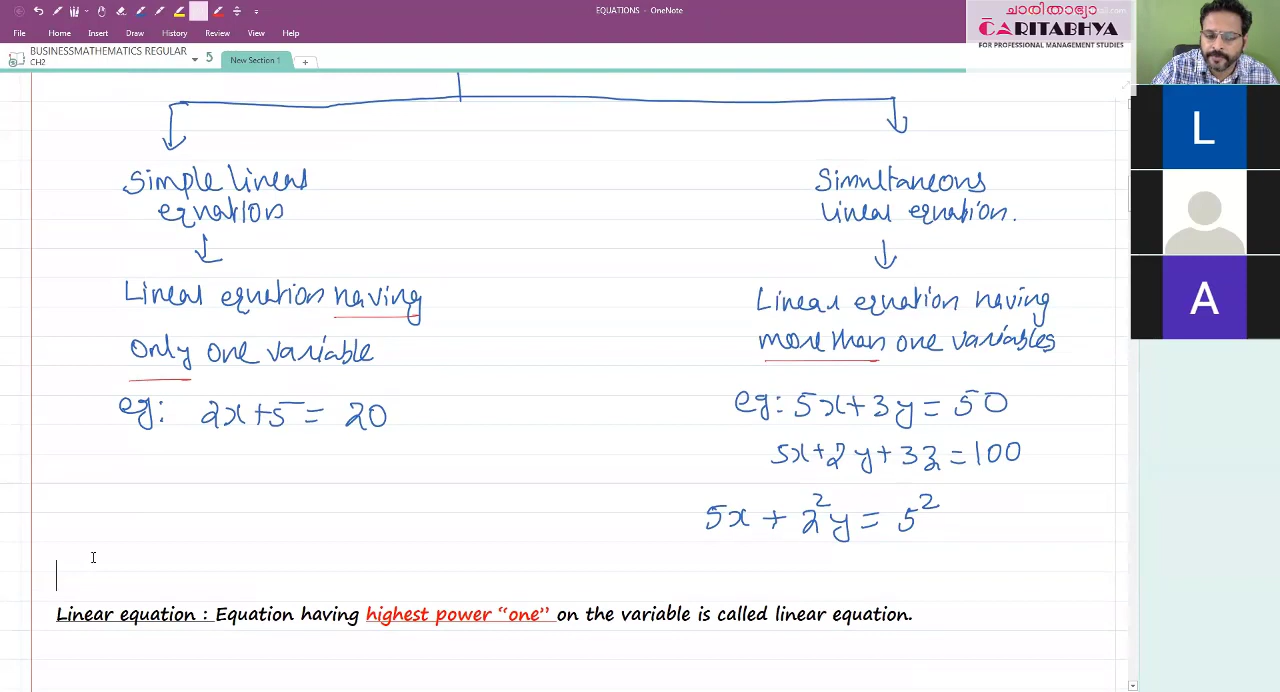 EQUATIONS - OneNote
ചാരിതാഭ്യാ
CARITABHYA
FOR PROFESSIONAL MANAGEMENT STUDIES
File Home Insert Draw History Review View Help
BUSINESSMATHEMATICS REGULAR
CH2
5
New Section 1
+
Simple linear
equation
Linear equation having
only one variable
eg: 2x+5 = 20
Simultaneous
linear equation.
Linear equation having
more than one variables
eg: 5x+3y = 50
5x+2y+3z = 100
5x + 2²y = 5²
Linear equation : Equation having highest power “one” on the variable is called linear equation.
L
A